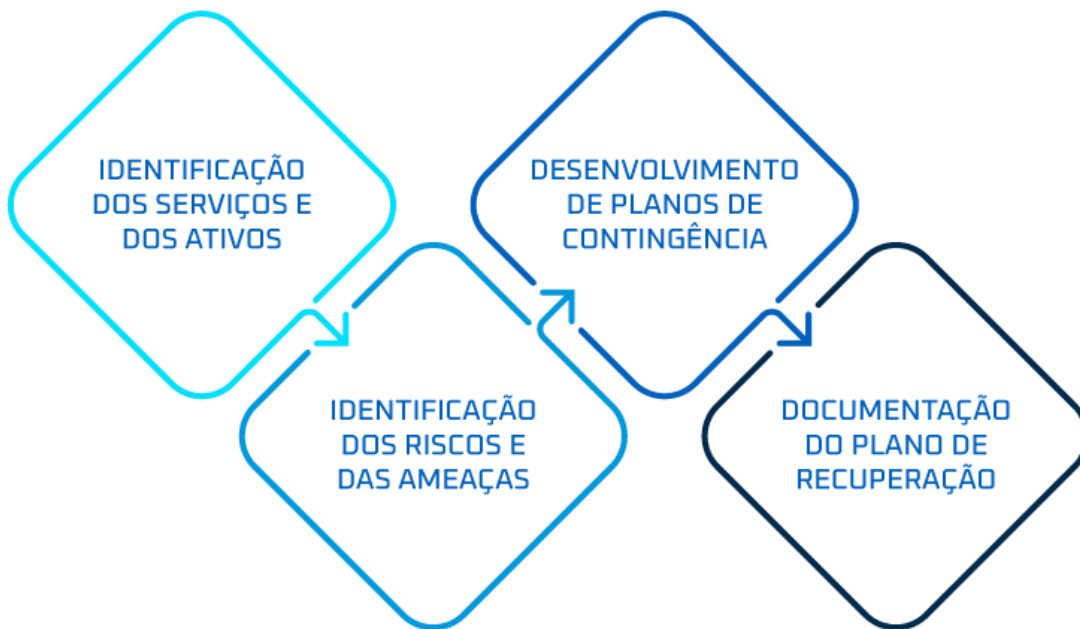 IDENTIFICAÇÃO
DOS SERVIÇOS E
DOS ATIVOS
IDENTIFICAÇÃO
DOS RISCOS E
DAS AMEAÇAS
DESENVOLVIMENTO
DE PLANOS DE
CONTINGÊNCIA
DOCUMENTAÇÃO
DO PLANO DE
RECUPERAÇÃO